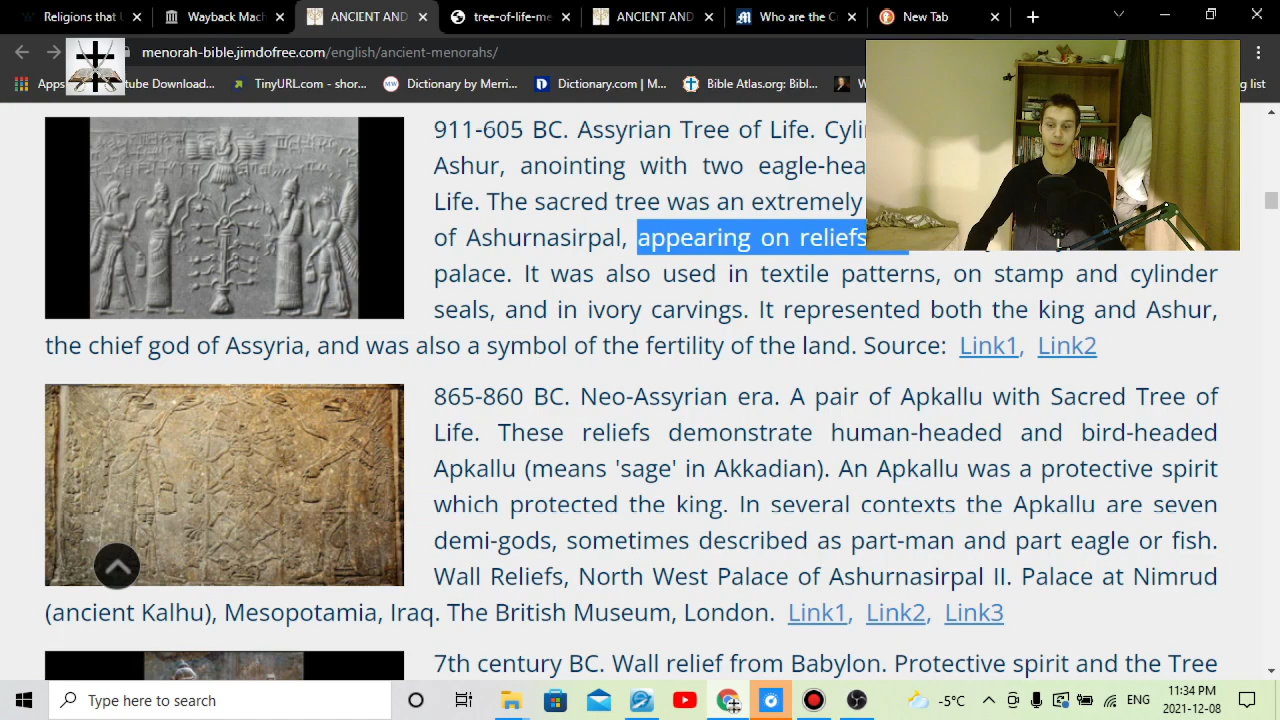 Religions that U
Wayback Mach
ANCIENT AND
tree-of-life-me
ANCIENT AND
Who are the C
New Tab
menorah-bible.jimdofree.com/english/ancient-menorahs/
Apps
tube Download...
TinyURL.com - shor...
Dictionary by Merri...
Dictionary.com | M...
Bible Atlas.org: Bibl...
W
ng list
911-605 BC. Assyrian Tree of Life. Cylin
Ashur, anointing with two eagle-hea
Life. The sacred tree was an extremely
of Ashurnasirpal, appearing on reliefs
palace. It was also used in textile patterns, on stamp and cylinder
seals, and in ivory carvings. It represented both the king and Ashur,
the chief god of Assyria, and was also a symbol of the fertility of the land. Source: Link1, Link2
865-860 BC. Neo-Assyrian era. A pair of Apkallu with Sacred Tree of
Life. These reliefs demonstrate human-headed and bird-headed
Apkallu (means 'sage' in Akkadian). An Apkallu was a protective spirit
which protected the king. In several contexts the Apkallu are seven
demi-gods, sometimes described as part-man and part eagle or fish.
Wall Reliefs, North West Palace of Ashurnasirpal II. Palace at Nimrud
(ancient Kalhu), Mesopotamia, Iraq. The British Museum, London. Link1, Link2, Link3
7th century BC. Wall relief from Babylon. Protective spirit and the Tree
Type here to search
-5°C
ENG
11:34 PM
2021-12-08